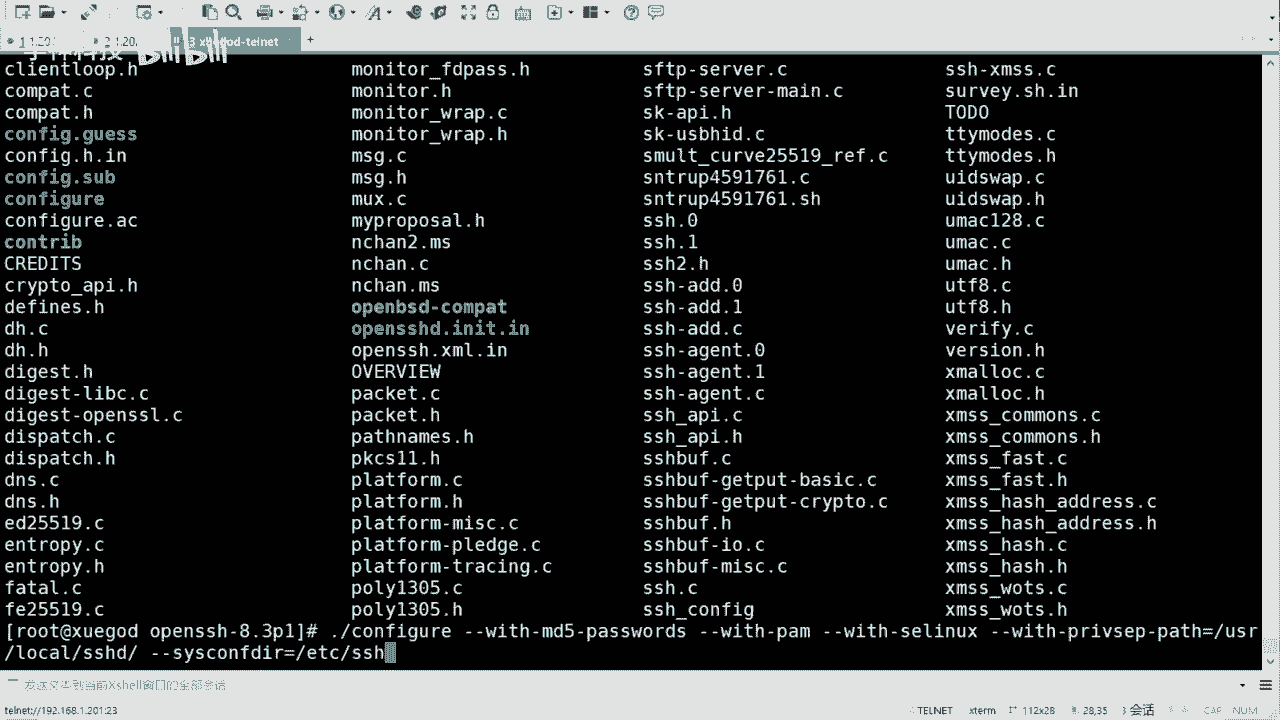 bilibili
3 xuegod-telnet +
clientloop.h monitor_fdpass.h sftp-server.c ssh-xmss.c
compat.c monitor.h sftp-server-main.c survey.sh.in
compat.h monitor_wrap.c sk-api.h TODO
config.guess monitor_wrap.h sk-usbhid.c ttymodes.c
config.h.in msg.c smult_curve25519_ref.c ttymodes.h
config.sub msg.h sntrup4591761.c uidswap.c
configure mux.c sntrup4591761.sh uidswap.h
configure.ac myproposal.h ssh.0 umac128.c
contrib nchan2.ms ssh.1 umac.c
CREDITS nchan.c ssh2.h umac.h
crypto_api.h nchan.ms ssh-add.0 utf8.c
defines.h openbsd-compat ssh-add.1 utf8.h
dh.c opensshd.init.in ssh-add.c verify.c
dh.h openssh.xml.in ssh-agent.0 version.h
digest.h OVERVIEW ssh-agent.1 xmalloc.c
digest-libc.c packet.c ssh-agent.c xmalloc.h
digest-openssl.c packet.h ssh_api.c xmss_commons.c
dispatch.c pathnames.h ssh_api.h xmss_commons.h
dispatch.h pkcs11.h sshbuf.c xmss_fast.c
dns.c platform.c sshbuf-getput-basic.c xmss_fast.h
dns.h platform.h sshbuf-getput-crypto.c xmss_hash_address.c
ed25519.c platform-misc.c sshbuf.h xmss_hash_address.h
entropy.c platform-pledge.c sshbuf-io.c xmss_hash.c
entropy.h platform-tracing.c sshbuf-misc.c xmss_hash.h
fatal.c poly1305.c ssh.c xmss_wots.c
fe25519.c poly1305.h ssh_config xmss_wots.h
[root@xuegod openssh-8.3p1]# ./configure --with-md5-passwords --with-pam --with-selinux --with-privsep-path=/usr
/local/sshd/ --sysconfdir=/etc/ssh
发送文本到当前Xshell窗口的全部会话
telnet://192.168.1.201:23 TELNET xterm 112x28 28,35 3 会话 CAP NUM